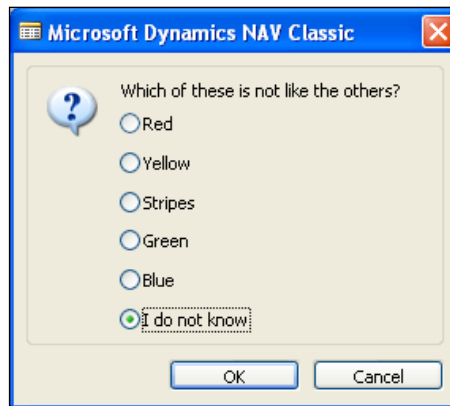 Microsoft Dynamics NAV Classic
Which of these is not like the others?
Red
Yellow
Stripes
Green
Blue
I do not know
OK
Cancel